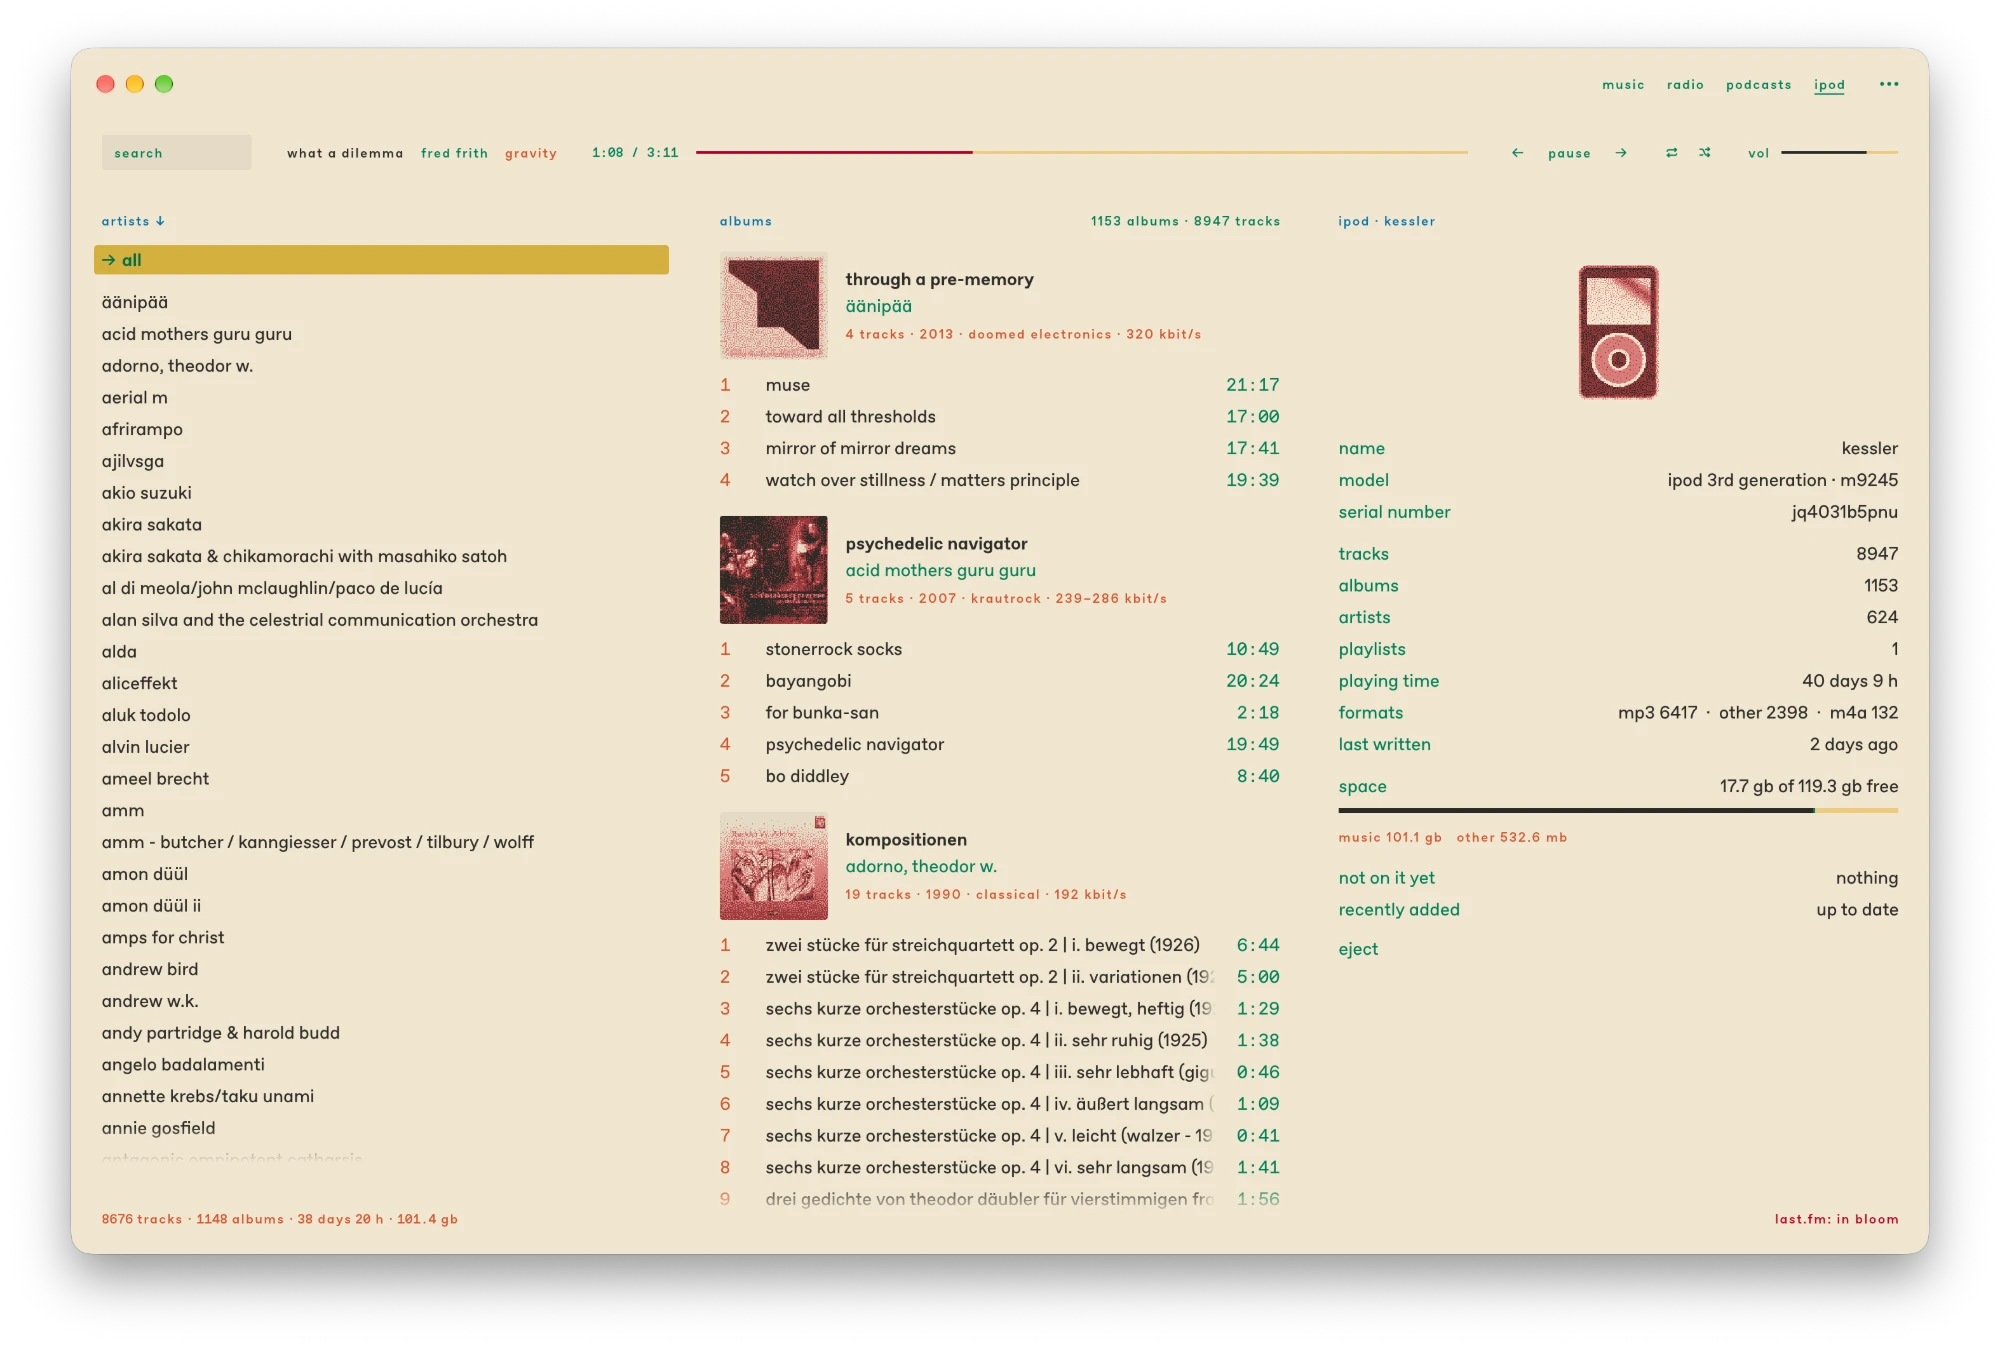 music radio podcasts ipod •••
search what a dilemma fred frith gravity 1:08 / 3:11 ← pause → vol
artists ↓
→ all
äänipää
acid mothers guru guru
adorno, theodor w.
aerial m
afrirampo
ajilvsga
akio suzuki
akira sakata
akira sakata & chikamorachi with masahiko satoh
al di meola/john mclaughlin/paco de lucía
alan silva and the celestrial communication orchestra
alda
aliceffekt
aluk todolo
alvin lucier
ameel brecht
amm
amm - butcher / kanngiesser / prevost / tilbury / wolff
amon düül
amon düül ii
amps for christ
andrew bird
andrew w.k.
andy partridge & harold budd
angelo badalamenti
annette krebs/taku unami
annie gosfield
antagonic omnipotent catharsis
8676 tracks · 1148 albums · 38 days 20 h · 101.4 gb
albums 1153 albums · 8947 tracks
through a pre-memory
äänipää
4 tracks · 2013 · doomed electronics · 320 kbit/s
1 muse 21:17
2 toward all thresholds 17:00
3 mirror of mirror dreams 17:41
4 watch over stillness / matters principle 19:39
psychedelic navigator
acid mothers guru guru
5 tracks · 2007 · krautrock · 239–286 kbit/s
1 stonerrock socks 10:49
2 bayangobi 20:24
3 for bunka-san 2:18
4 psychedelic navigator 19:49
5 bo diddley 8:40
kompositionen
adorno, theodor w.
19 tracks · 1990 · classical · 192 kbit/s
1 zwei stücke für streichquartett op. 2 | i. bewegt (1926) 6:44
2 zwei stücke für streichquartett op. 2 | ii. variationen (192 5:00
3 sechs kurze orchesterstücke op. 4 | i. bewegt, heftig (19 1:29
4 sechs kurze orchesterstücke op. 4 | ii. sehr ruhig (1925) 1:38
5 sechs kurze orchesterstücke op. 4 | iii. sehr lebhaft (gigu 0:46
6 sechs kurze orchesterstücke op. 4 | iv. äußert langsam ( 1:09
7 sechs kurze orchesterstücke op. 4 | v. leicht (walzer - 19 0:41
8 sechs kurze orchesterstücke op. 4 | vi. sehr langsam (19 1:41
9 drei gedichte von theodor däubler für vierstimmigen fra 1:56
ipod · kessler
name kessler
model ipod 3rd generation · m9245
serial number jq4031b5pnu
tracks 8947
albums 1153
artists 624
playlists 1
playing time 40 days 9 h
formats mp3 6417 · other 2398 · m4a 132
last written 2 days ago
space 17.7 gb of 119.3 gb free
music 101.1 gb other 532.6 mb
not on it yet nothing
recently added up to date
eject
last.fm: in bloom